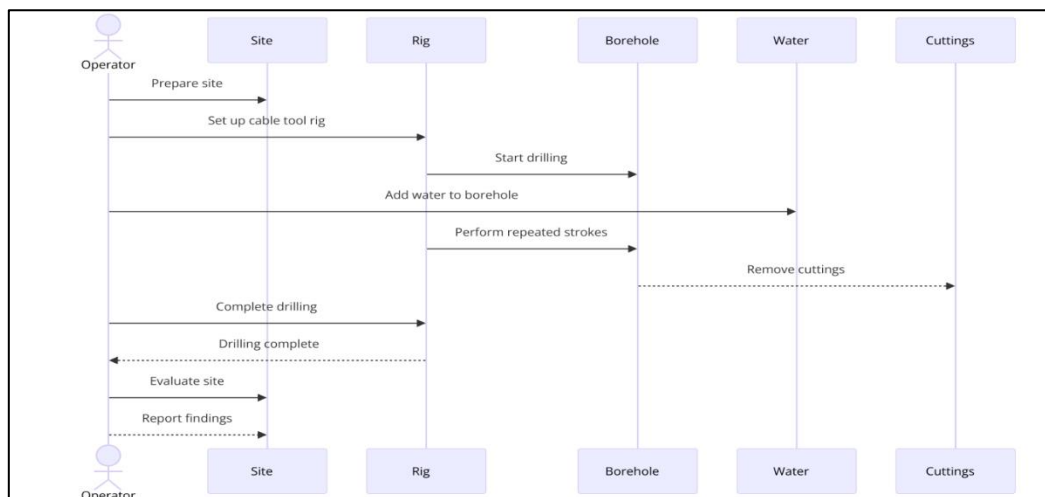 Site Rig Borehole Water Cuttings
Operator
Prepare site
Set up cable tool rig
Start drilling
Add water to borehole
Perform repeated strokes
Remove cuttings
Complete drilling
Drilling complete
Evaluate site
Report findings
Site Rig Borehole Water Cuttings
Operator